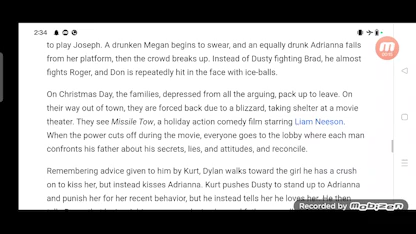 2:34
to play Joseph. A drunken Megan begins to swear, and an equally drunk Adrianna falls
from her platform, then the crowd breaks up. Instead of Dusty fighting Brad, he almost
fights Roger, and Don is repeatedly hit in the face with ice-balls.
On Christmas Day, the families, depressed from all the arguing, pack up to leave. On
their way out of town, they are forced back due to a blizzard, taking shelter at a movie
theater. They see Missile Tow, a holiday action comedy film starring Liam Neeson.
When the power cuts off during the movie, everyone goes to the lobby where each man
confronts his father about his secrets, lies, and attitudes, and reconcile.
Remembering advice given to him by Kurt, Dylan walks toward the girl he has a crush
on to kiss her, but instead kisses Adrianna. Kurt pushes Dusty to stand up to Adrianna
and punish her for her recent behavior, but he instead tells her he loves her. He then
Recorded by Mobizen